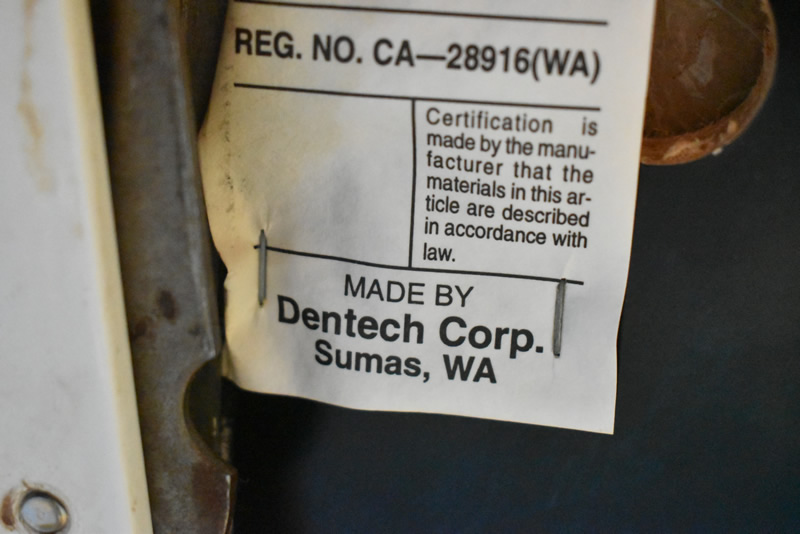 REG. NO. CA—28916(WA)
Certification is
made by the manu-
facturer that the
materials in this ar-
ticle are described
in accordance with
law.
MADE BY
Dentech Corp.
Sumas, WA